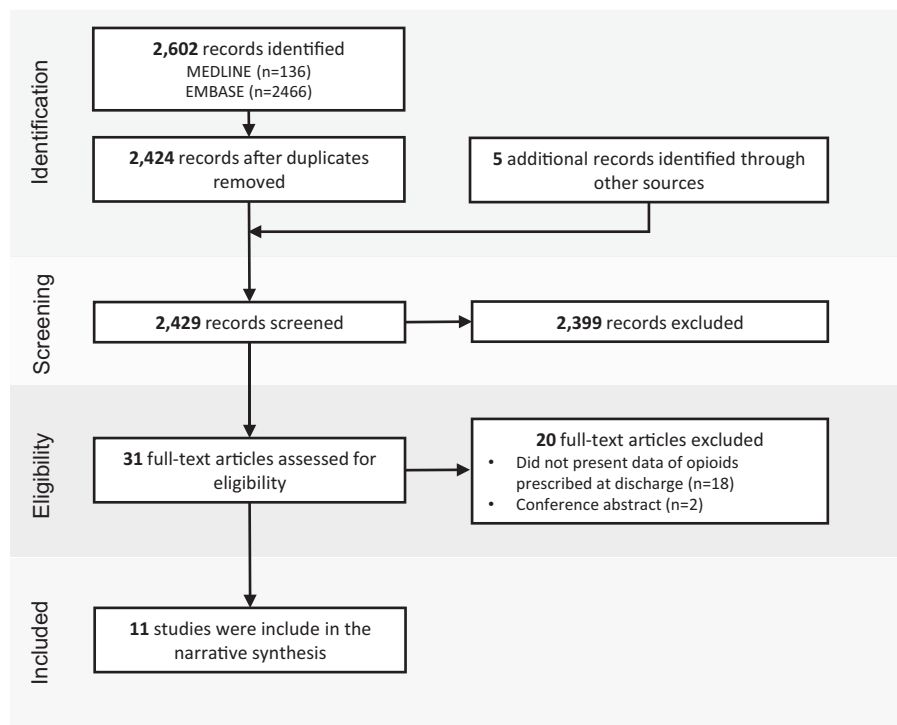 Identification
2,602 records identified
MEDLINE (n=136)
EMBASE (n=2466)
2,424 records after duplicates
removed
5 additional records identified through
other sources
Screening
2,429 records screened
2,399 records excluded
Eligibility
31 full-text articles assessed for
eligibility
20 full-text articles excluded
• Did not present data of opioids
prescribed at discharge (n=18)
• Conference abstract (n=2)
Included
11 studies were include in the
narrative synthesis